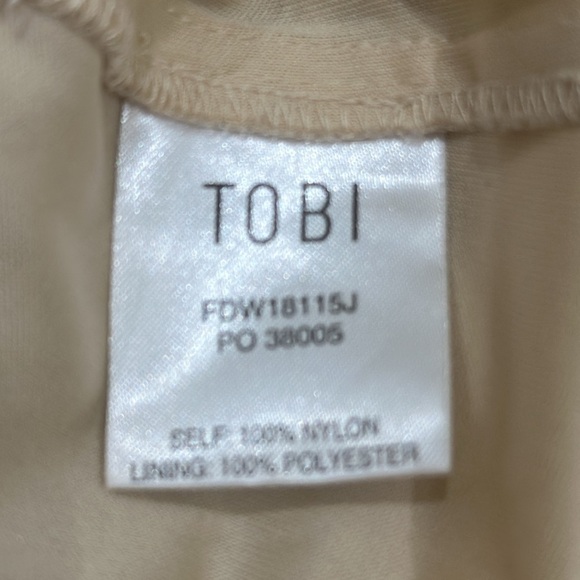 TOBI
FDW18115J
PO 38005
SELF: 100% NYLON
LINING: 100% POLYESTER